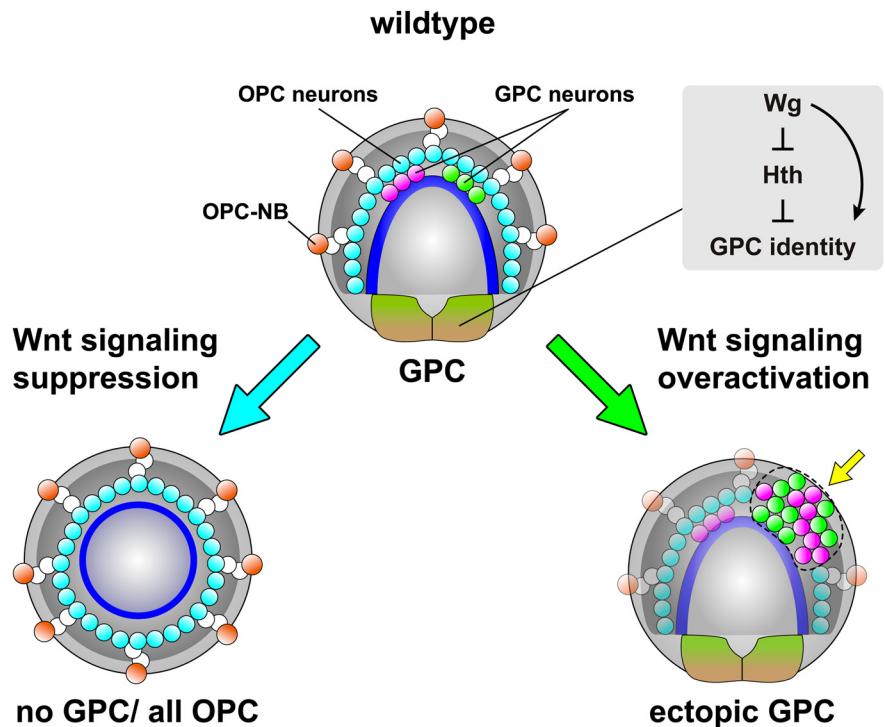 wildtype
OPC neurons
GPC neurons
OPC-NB
Wg
Hth
GPC identity
GPC
Wnt signaling
suppression
Wnt signaling
overactivation
no GPC/ all OPC
ectopic GPC